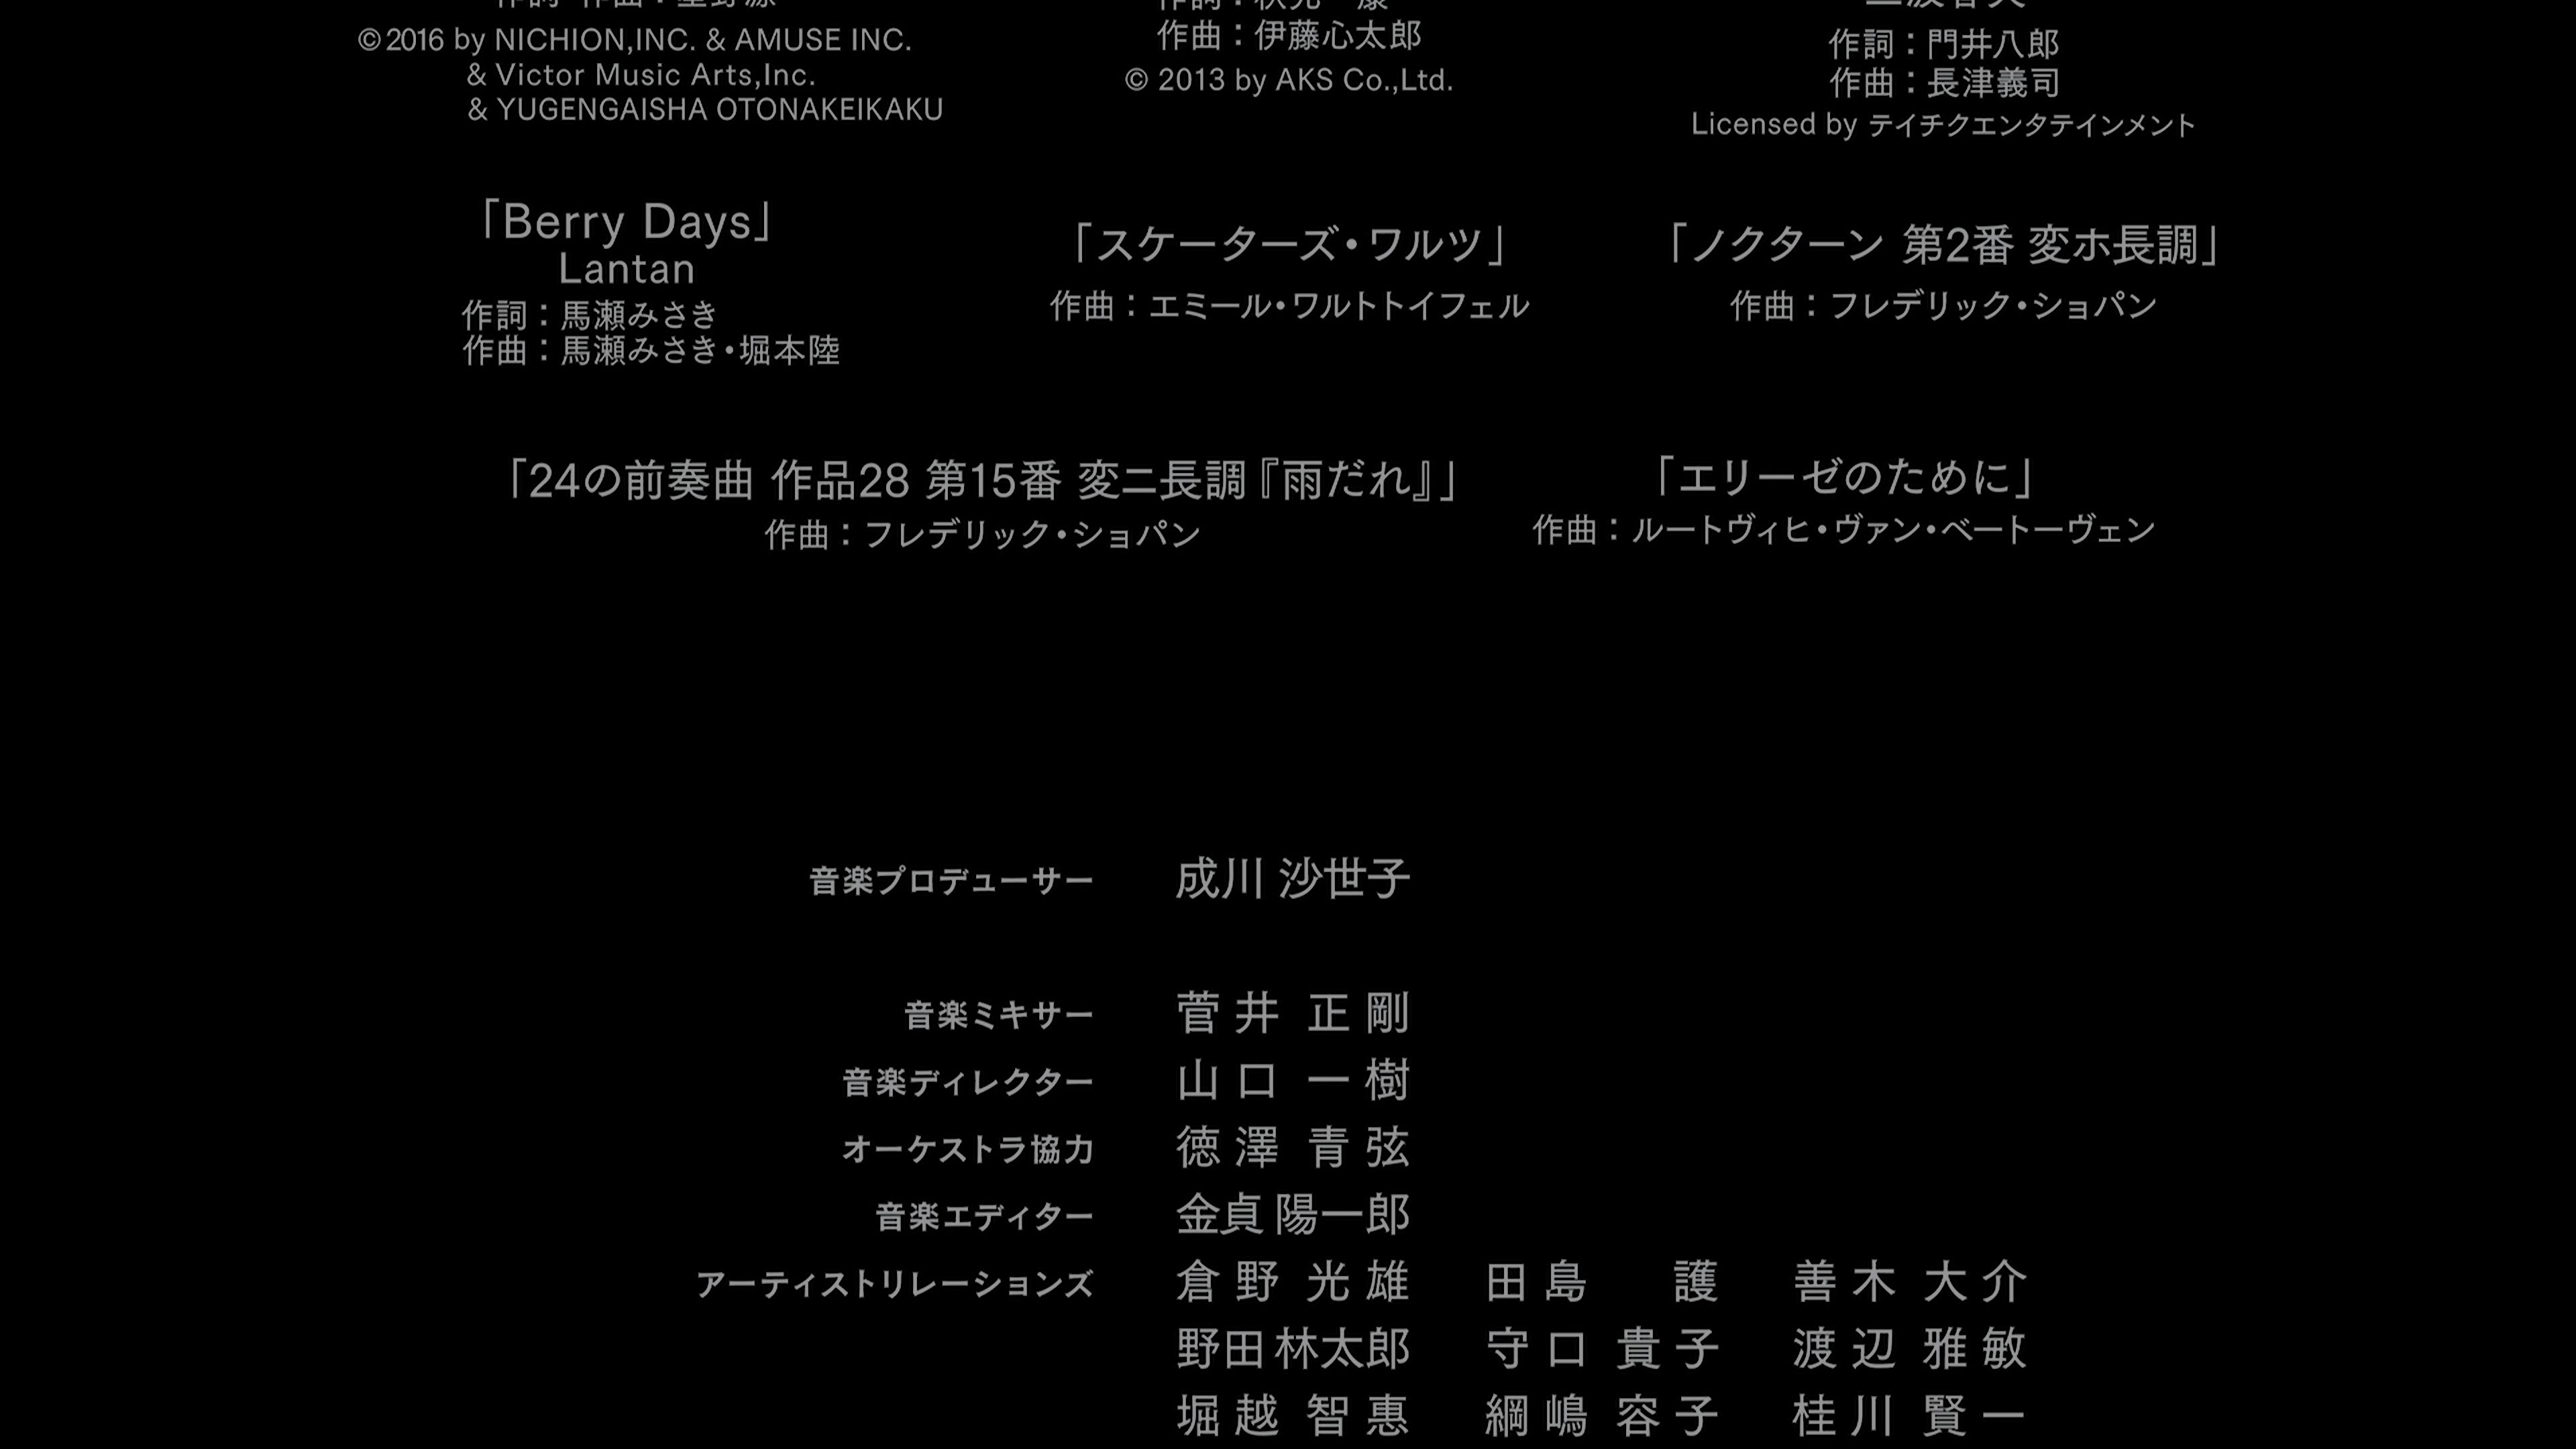 ©2016 by NICHION,INC. & AMUSE INC.
& Victor Music Arts,Inc.
& YUGENGAISHA OTONAKEIKAKU
作曲：伊藤心太郎
© 2013 by AKS Co.,Ltd.
作詞：門井八郎
作曲：長津義司
Licensed by テイチクエンタテインメント
「Berry Days」
Lantan
作詞：馬瀬みさき
作曲：馬瀬みさき・堀本陸
「スケーターズ・ワルツ」
作曲：エミール・ワルトトイフェル
「ノクターン 第2番 変ホ長調」
作曲：フレデリック・ショパン
「24の前奏曲 作品28 第15番 変ニ長調『雨だれ』」
作曲：フレデリック・ショパン
「エリーゼのために」
作曲：ルートヴィヒ・ヴァン・ベートーヴェン
音楽プロデューサー 成川 沙世子
音楽ミキサー 菅井 正剛
音楽ディレクター 山口 一樹
オーケストラ協力 徳澤 青弦
音楽エディター 金貞 陽一郎
アーティストリレーションズ 倉野 光雄 田島 護 善木 大介
野田 林太郎 守口 貴子 渡辺 雅敏
堀越 智惠 綱嶋 容子 桂川 賢一